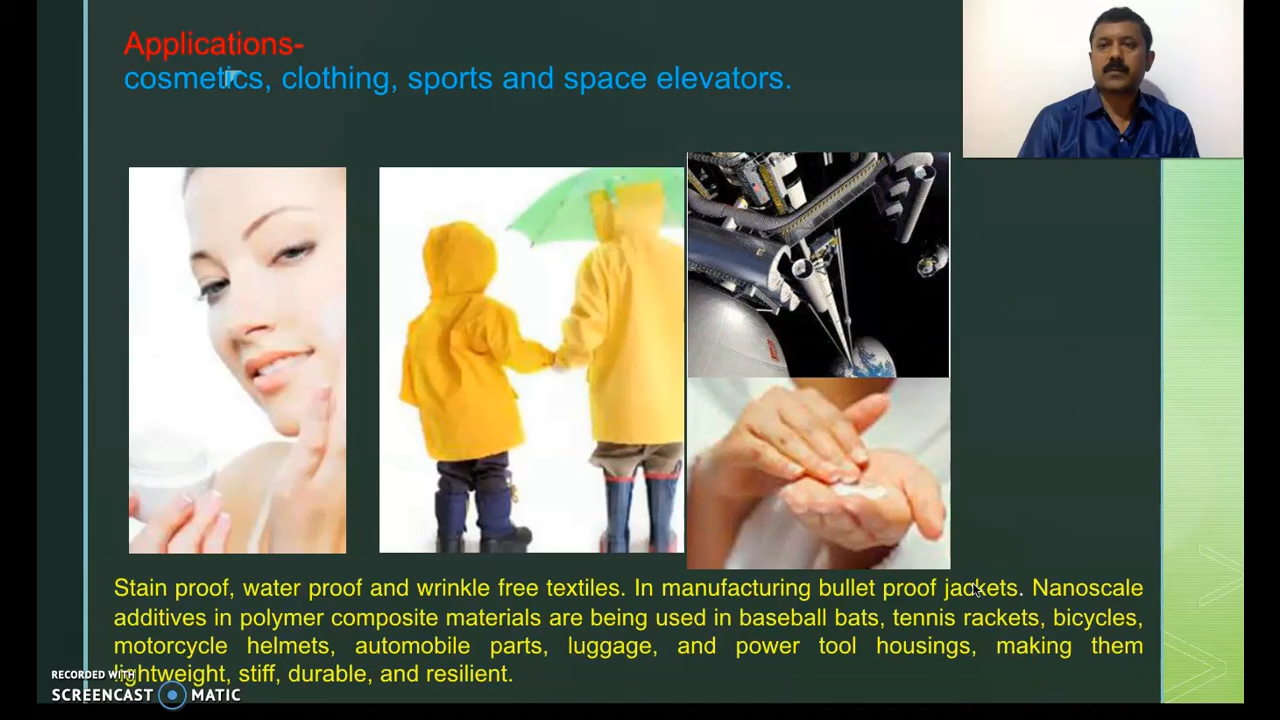 Applications-
cosmetics, clothing, sports and space elevators.
Stain proof, water proof and wrinkle free textiles. In manufacturing bullet proof jackets. Nanoscale
additives in polymer composite materials are being used in baseball bats, tennis rackets, bicycles,
motorcycle helmets, automobile parts, luggage, and power tool housings, making them
lightweight, stiff, durable, and resilient.
RECORDED WITH
SCREENCAST MATIC